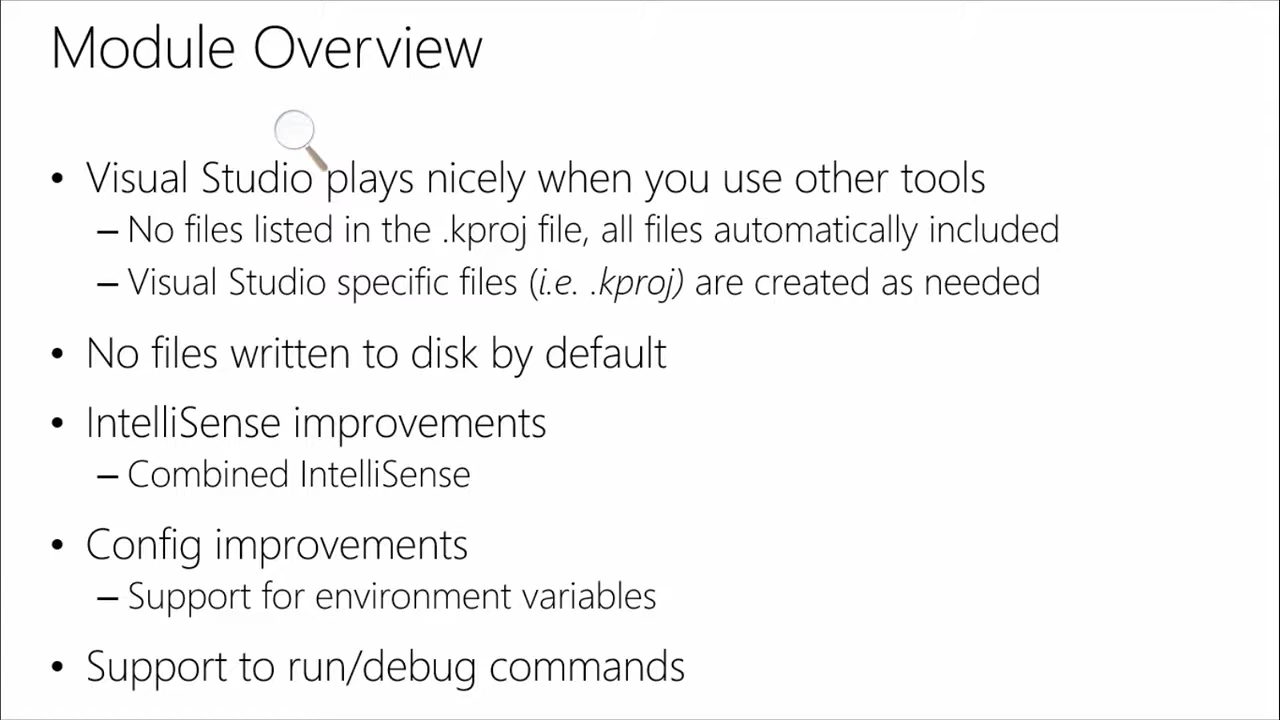 Module Overview
• Visual Studio plays nicely when you use other tools
– No files listed in the .kproj file, all files automatically included
– Visual Studio specific files (i.e. .kproj) are created as needed
• No files written to disk by default
• IntelliSense improvements
– Combined IntelliSense
• Config improvements
– Support for environment variables
• Support to run/debug commands